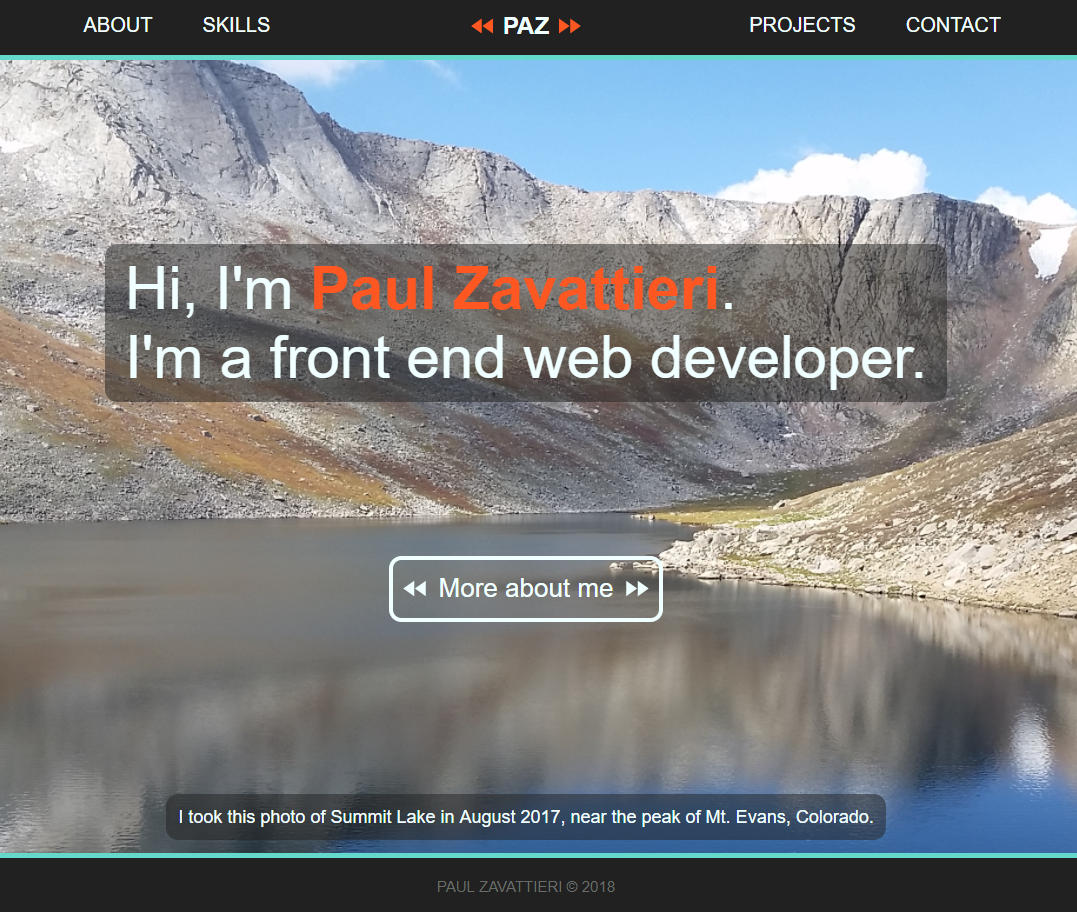 ABOUT SKILLS PAZ PROJECTS CONTACT
Hi, I'm Paul Zavattieri.
I'm a front end web developer.
More about me
I took this photo of Summit Lake in August 2017, near the peak of Mt. Evans, Colorado.
PAUL ZAVATTIERI © 2018